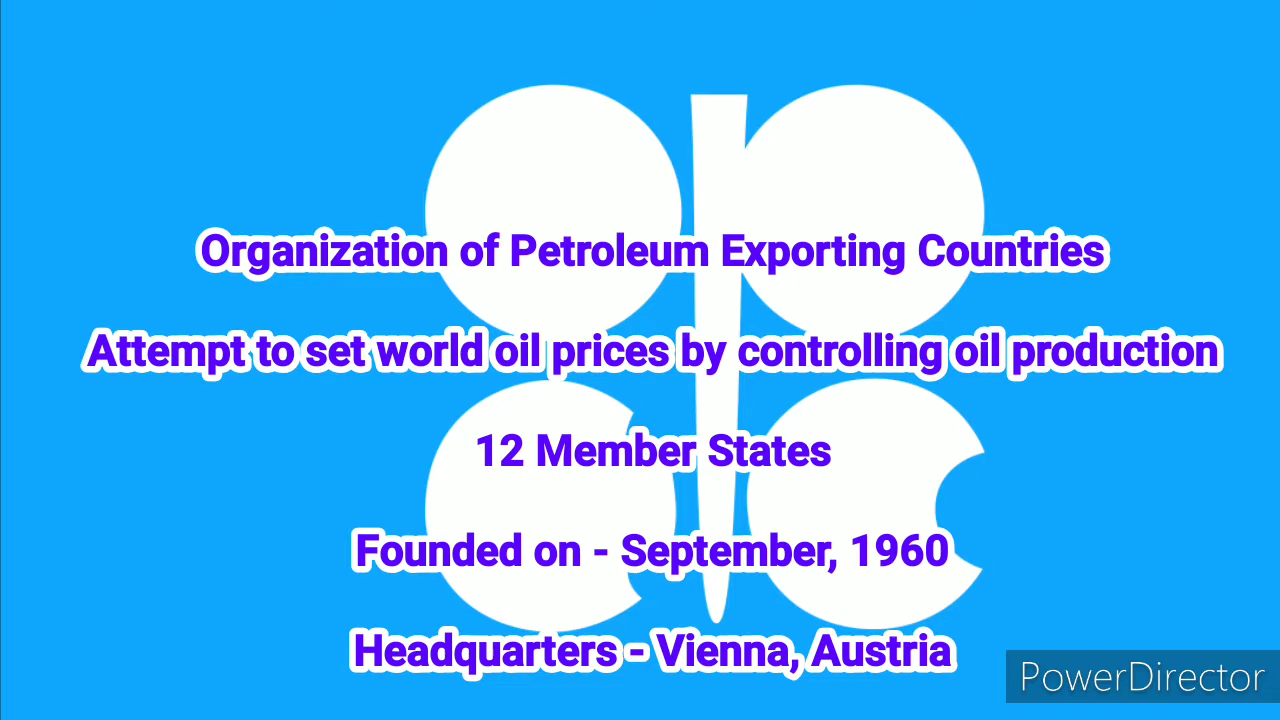 Organization of Petroleum Exporting Countries
Attempt to set world oil prices by controlling oil production
12 Member States
Founded on - September, 1960
Headquarters - Vienna, Austria
PowerDirector